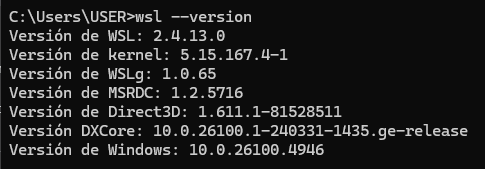 C:\Users\USER>wsl --version
Versión de WSL: 2.4.13.0
Versión de kernel: 5.15.167.4-1
Versión de WSLg: 1.0.65
Versión de MSRDC: 1.2.5716
Versión de Direct3D: 1.611.1-81528511
Versión DXCore: 10.0.26100.1-240331-1435.ge-release
Versión de Windows: 10.0.26100.4946